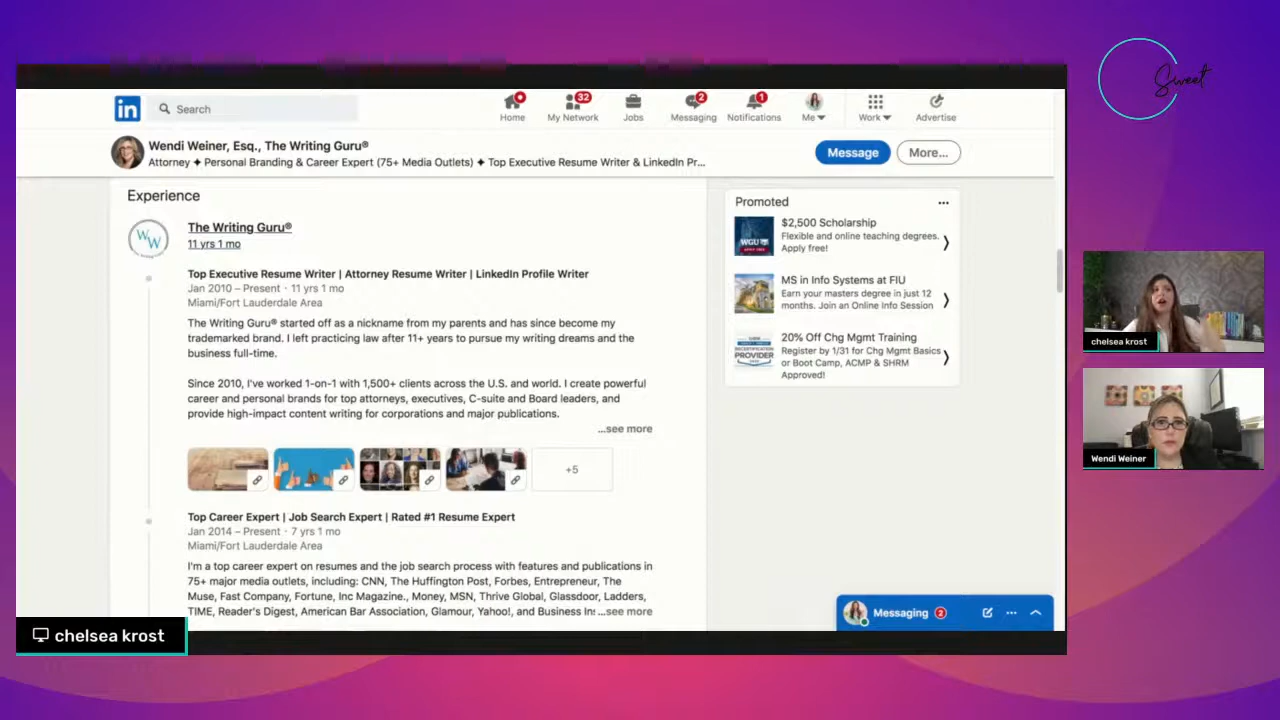 Sweet
in
Search
32
2
1
Home
My Network
Jobs
Messaging
Notifications
Me
Work
Advertise
Wendi Weiner, Esq., The Writing Guru®
Attorney ✦ Personal Branding & Career Expert (75+ Media Outlets) ✦ Top Executive Resume Writer & LinkedIn Pr...
Message
More...
Experience
WW
The Writing Guru®
11 yrs 1 mo
Top Executive Resume Writer | Attorney Resume Writer | LinkedIn Profile Writer
Jan 2010 – Present · 11 yrs 1 mo
Miami/Fort Lauderdale Area
The Writing Guru® started off as a nickname from my parents and has since become my
trademarked brand. I left practicing law after 11+ years to pursue my writing dreams and the
business full-time.
Since 2010, I've worked 1-on-1 with 1,500+ clients across the U.S. and world. I create powerful
career and personal brands for top attorneys, executives, C-suite and Board leaders, and
provide high-impact content writing for corporations and major publications.
...see more
+5
Top Career Expert | Job Search Expert | Rated #1 Resume Expert
Jan 2014 – Present · 7 yrs 1 mo
Miami/Fort Lauderdale Area
I'm a top career expert on resumes and the job search process with features and publications in
75+ major media outlets, including: CNN, The Huffington Post, Forbes, Entrepreneur, The
Muse, Fast Company, Fortune, Inc Magazine., Money, MSN, Thrive Global, Glassdoor, Ladders,
TIME, Reader's Digest, American Bar Association, Glamour, Yahoo!, and Business In: ...see more
Promoted
$2,500 Scholarship
Flexible and online teaching degrees.
Apply free!
WGU
MS in Info Systems at FIU
Earn your masters degree in just 12
months. Join an Online Info Session
20% Off Chg Mgmt Training
Register by 1/31 for Chg Mgmt Basics
or Boot Camp, ACMP & SHRM
Approved!
PROVIDER
Messaging
2
chelsea krost
Wendi Weiner
chelsea krost